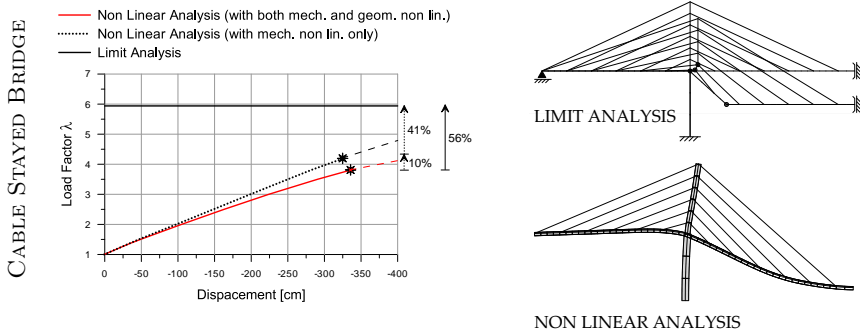 CABLE STAYED BRIDGE
Non Linear Analysis (with both mech. and geom. non lin.)
Non Linear Analysis (with mech. non lin. only)
Limit Analysis
Load Factor λ
7
6
5
4
3
2
1
0
-50
-100
-150
-200
-250
-300
-350
-400
Dispacement [cm]
41%
10%
56%
LIMIT ANALYSIS
NON LINEAR ANALYSIS